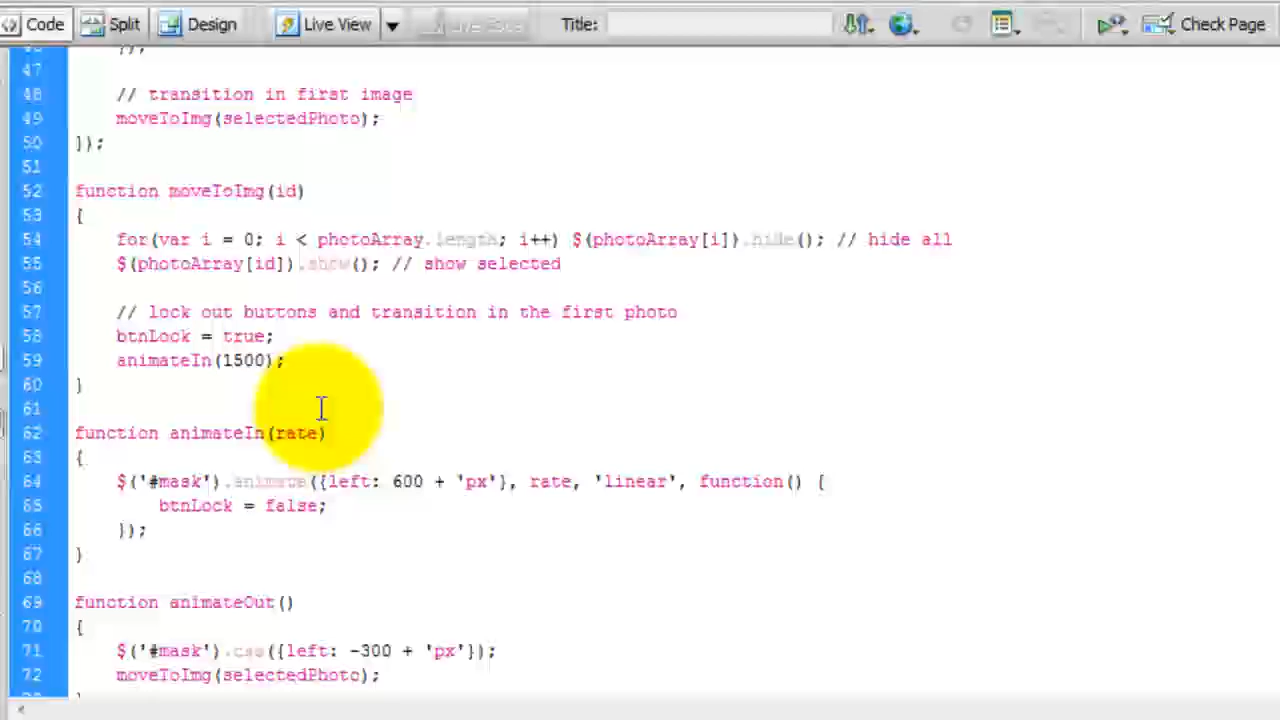 Code Split Design Live View Title: Check Page
});
47
48 // transition in first image
49 moveToImg(selectedPhoto);
50 });
51
52 function moveToImg(id)
53 {
54 for(var i = 0; i < photoArray.length; i++) $(photoArray[i]).hide(); // hide all
55 $(photoArray[id]).show(); // show selected
56
57 // lock out buttons and transition in the first photo
58 btnLock = true;
59 animateIn(1500);
60 }
61
62 function animateIn(rate)
63 {
64 $('#mask').animate({left: 600 + 'px'}, rate, 'linear', function() {
65 btnLock = false;
66 });
67 }
68
69 function animateOut()
70 {
71 $('#mask').css({left: -300 + 'px'});
72 moveToImg(selectedPhoto);